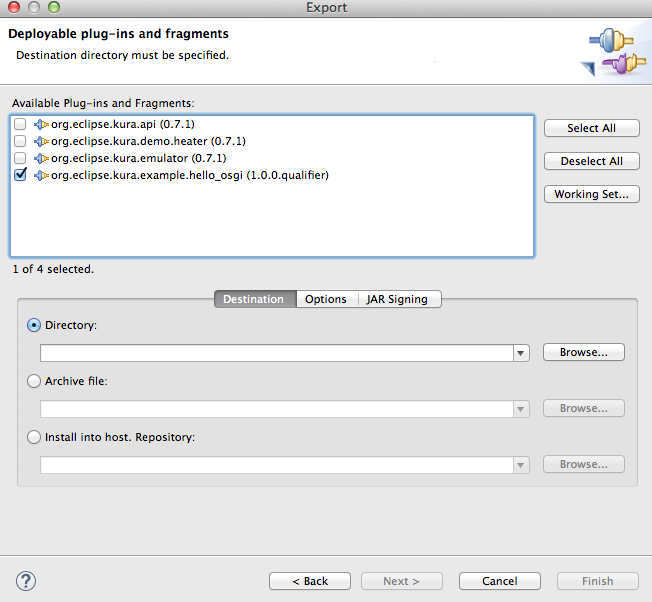 Export
Deployable plug-ins and fragments
Destination directory must be specified.
Available Plug-ins and Fragments:
org.eclipse.kura.api (0.7.1)
org.eclipse.kura.demo.heater (0.7.1)
org.eclipse.kura.emulator (0.7.1)
org.eclipse.kura.example.hello_osgi (1.0.0.qualifier)
Select All
Deselect All
Working Set...
1 of 4 selected.
Destination Options JAR Signing
Directory:
Browse...
Archive file:
Browse...
Install into host. Repository:
Browse...
? < Back Next > Cancel Finish